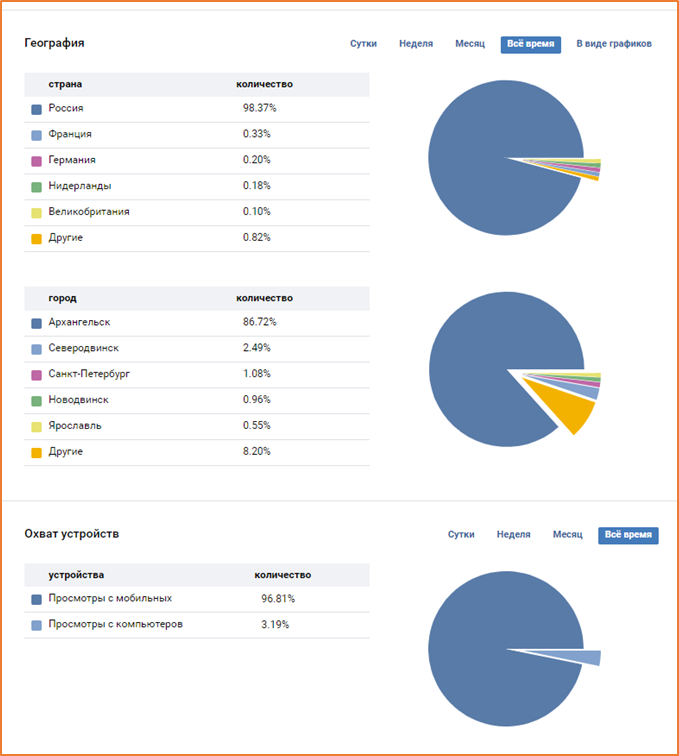 География
Сутки Неделя Месяц Всё время В виде графиков
страна количество
Россия 98.37%
Франция 0.33%
Германия 0.20%
Нидерланды 0.18%
Великобритания 0.10%
Другие 0.82%
город количество
Архангельск 86.72%
Северодвинск 2.49%
Санкт-Петербург 1.08%
Новодвинск 0.96%
Ярославль 0.55%
Другие 8.20%
Охват устройств
Сутки Неделя Месяц Всё время
устройства количество
Просмотры с мобильных 96.81%
Просмотры с компьютеров 3.19%